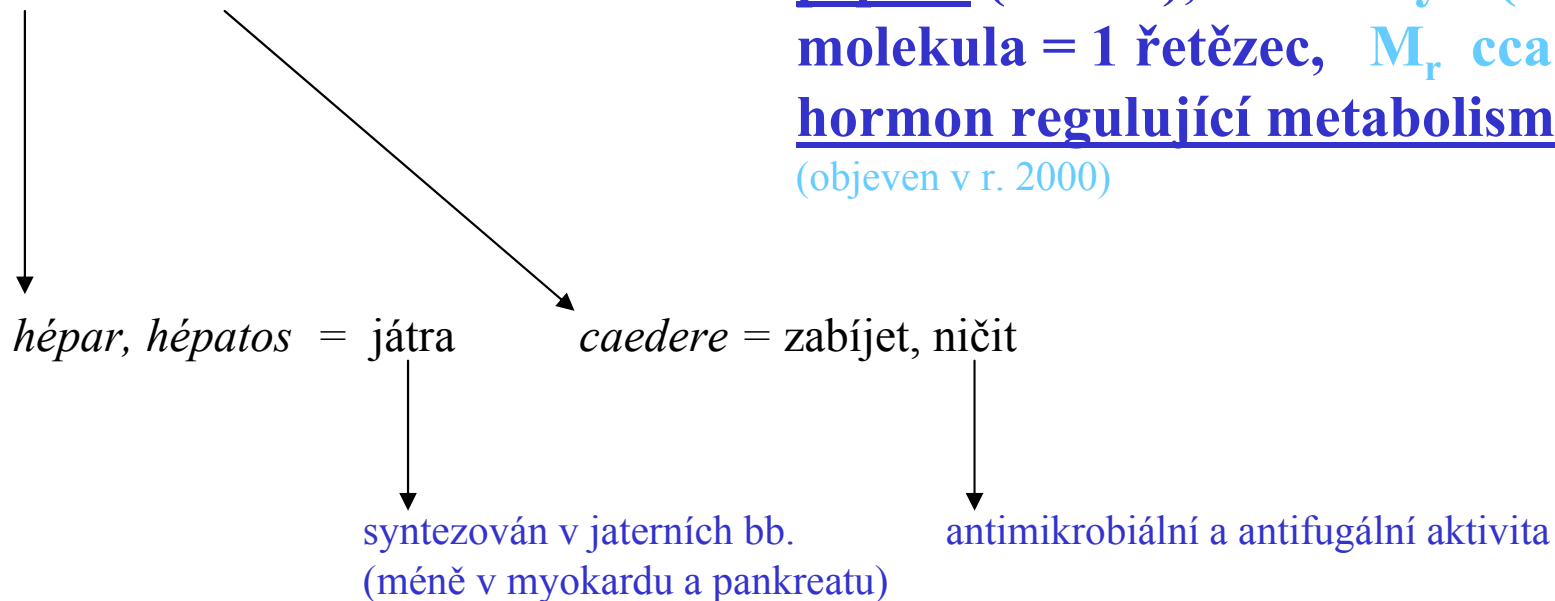 molekula = 1 řetězec, Mr cca
hormon regulující metabolism
(objeven v r. 2000)
hépar, hépatos = játra caedere = zabíjet, ničit
syntezován v jaterních bb. antimikrobiální a antifugální aktivita
(méně v myokardu a pankreatu)